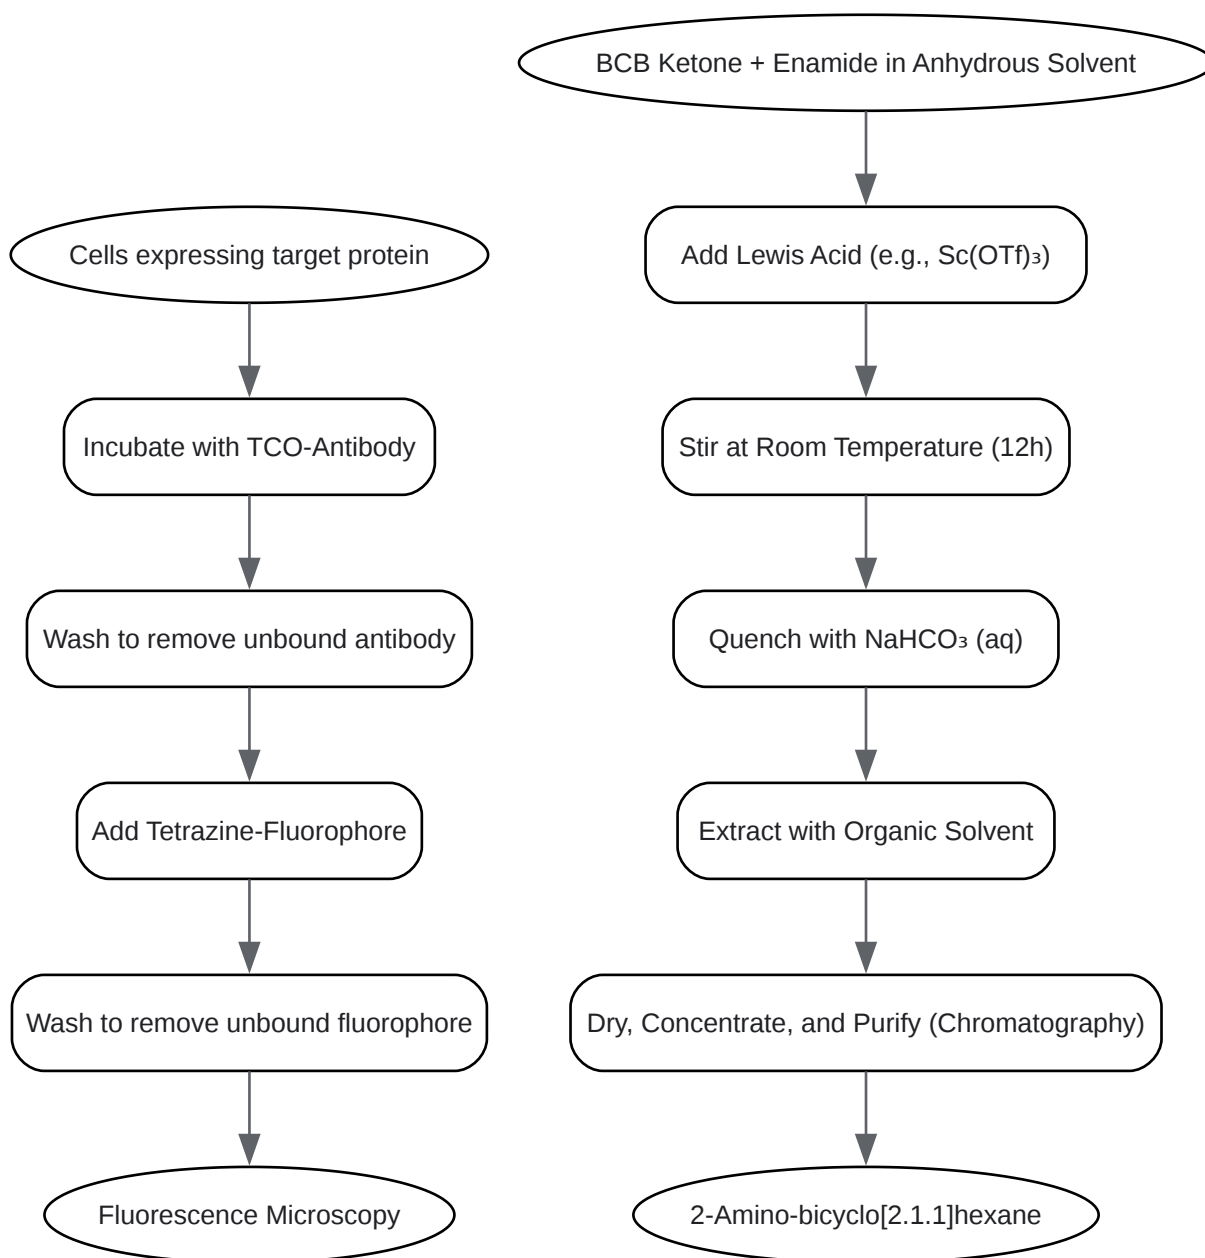 Cells expressing target protein
Incubate with TCO-Antibody
Wash to remove unbound antibody
Add Tetrazine-Fluorophore
Wash to remove unbound fluorophore
Fluorescence Microscopy
BCB Ketone + Enamide in Anhydrous Solvent
Add Lewis Acid (e.g., Sc(OTf)₃)
Stir at Room Temperature (12h)
Quench with NaHCO₃ (aq)
Extract with Organic Solvent
Dry, Concentrate, and Purify (Chromatography)
2-Amino-bicyclo[2.1.1]hexane